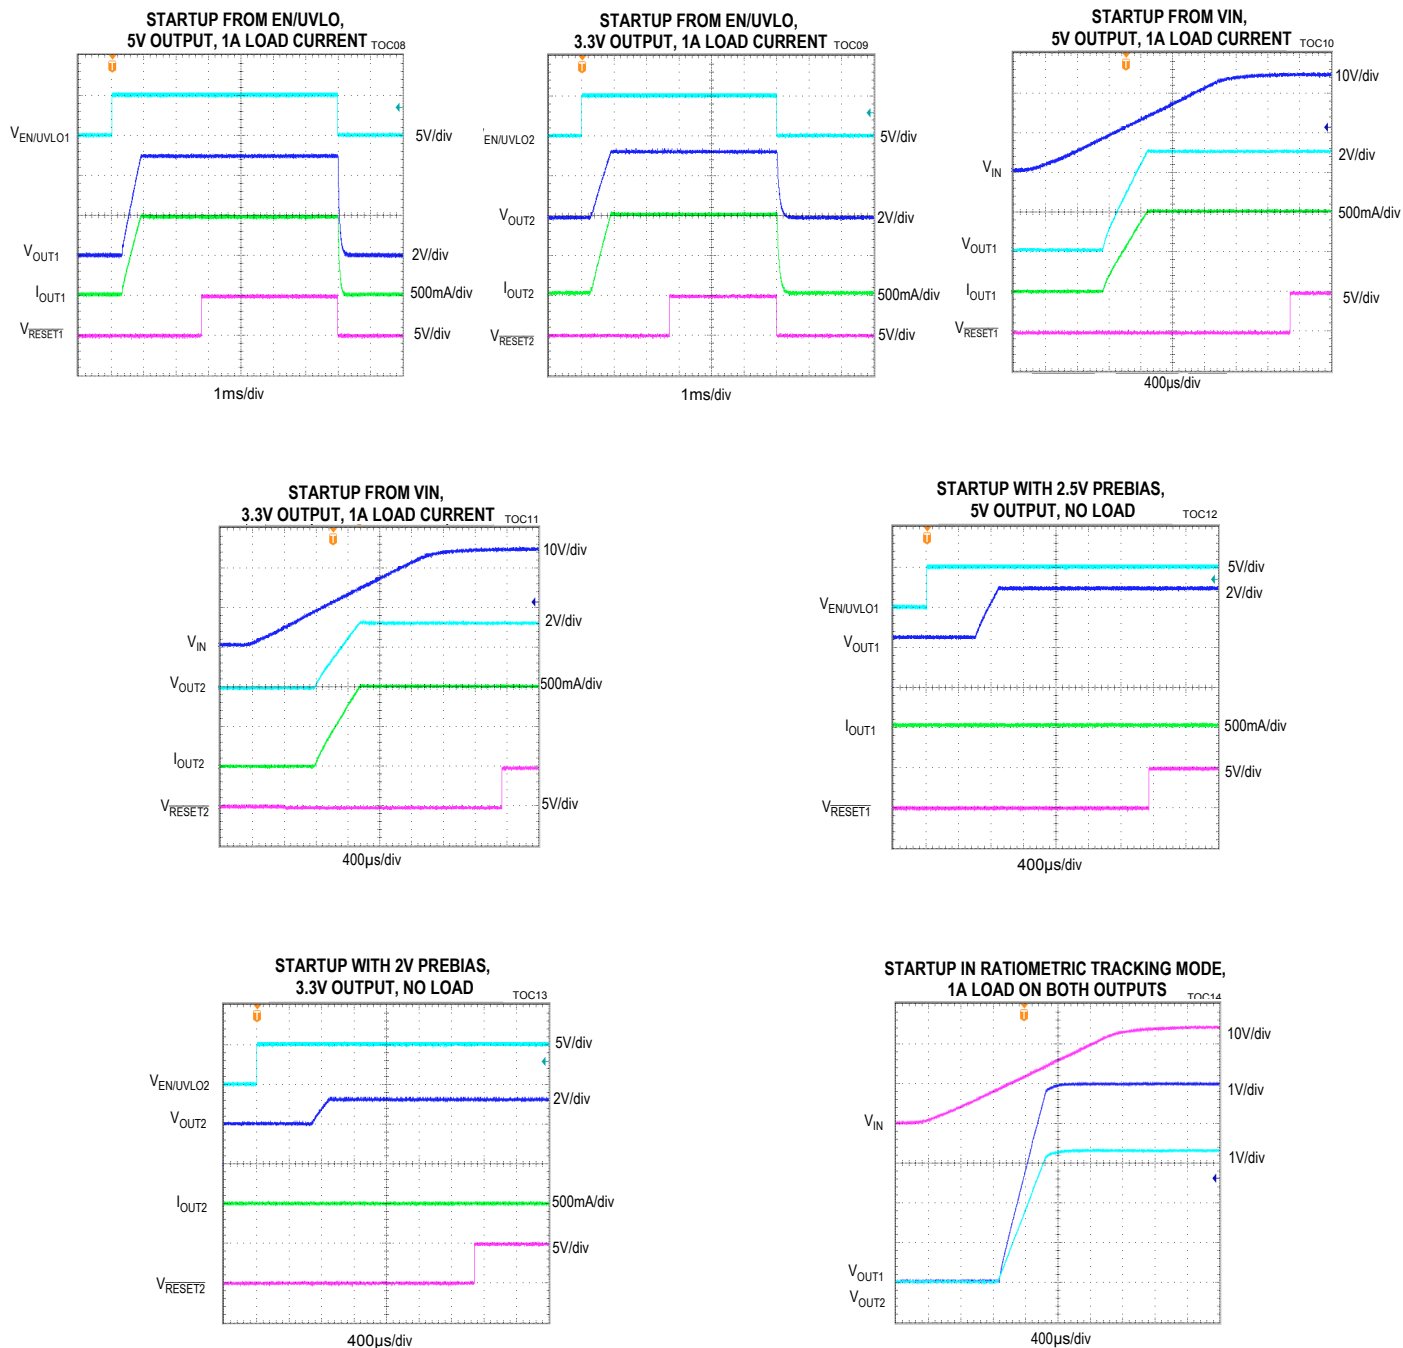 STARTUP FROM EN/UVLO,
5V OUTPUT, 1A LOAD CURRENT TOC08
T
VEN/UVLO1
5V/div
VOUT1
2V/div
IOUT1
500mA/div
VRESET1
5V/div
1ms/div
STARTUP FROM EN/UVLO,
3.3V OUTPUT, 1A LOAD CURRENT TOC09
T
EN/UVLO2
5V/div
VOUT2
2V/div
IOUT2
500mA/div
VRESET2
5V/div
1ms/div
STARTUP FROM VIN,
5V OUTPUT, 1A LOAD CURRENT TOC10
T
10V/div
VIN
2V/div
500mA/div
VOUT1
IOUT1
5V/div
VRESET1
400µs/div
STARTUP FROM VIN,
3.3V OUTPUT, 1A LOAD CURRENT TOC11
T
10V/div
VIN
2V/div
VOUT2
500mA/div
IOUT2
VRESET2
5V/div
400µs/div
STARTUP WITH 2.5V PREBIAS,
5V OUTPUT, NO LOAD TOC12
T
5V/div
VEN/UVLO1
2V/div
VOUT1
IOUT1
500mA/div
5V/div
VRESET1
400µs/div
STARTUP WITH 2V PREBIAS,
3.3V OUTPUT, NO LOAD TOC13
T
5V/div
VEN/UVLO2
2V/div
VOUT2
IOUT2
500mA/div
5V/div
VRESET2
400µs/div
STARTUP IN RATIOMETRIC TRACKING MODE,
1A LOAD ON BOTH OUTPUTS TOC14
T
10V/div
1V/div
VIN
1V/div
VOUT1
VOUT2
400µs/div